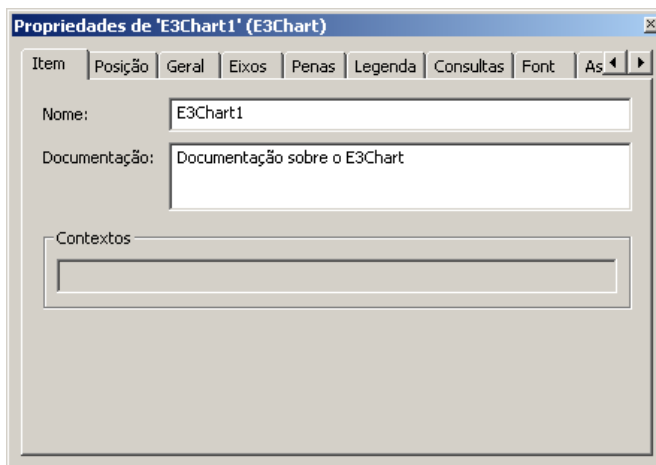 Propriedades de 'E3Chart1' (E3Chart)
Item Posição Geral Eixos Penas Legenda Consultas Font As
Nome: E3Chart1
Documentação: Documentação sobre o E3Chart
Contextos